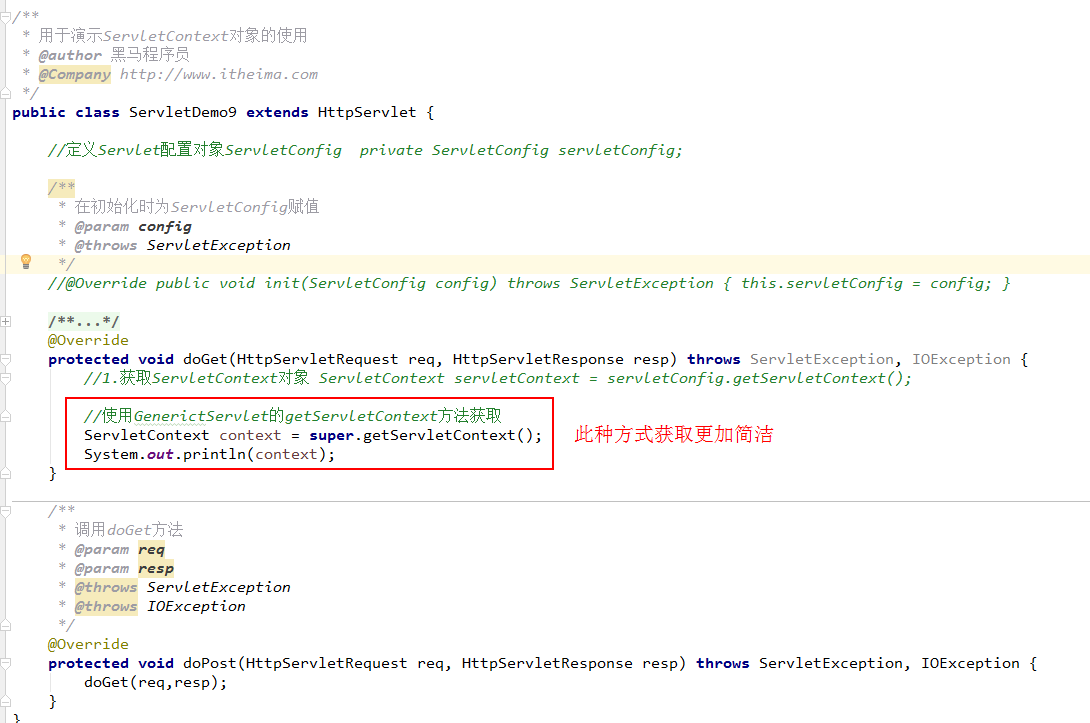 /**
 * 用于演示ServletContext对象的使用
 * @author 黑马程序员
 * @Company http://www.itheima.com
 */
public class ServletDemo9 extends HttpServlet {
//定义Servlet配置对象ServletConfig  private ServletConfig servletConfig;
/**
 * 在初始化时为ServletConfig赋值
 * @param config
 * @throws ServletException
 */
//@Override public void init(ServletConfig config) throws ServletException { this.servletConfig = config; }
/**...*/
@Override
protected void doGet(HttpServletRequest req, HttpServletResponse resp) throws ServletException, IOException {
//1.获取ServletContext对象 ServletContext servletContext = servletConfig.getServletContext();
//使用GenerictServlet的getServletContext方法获取
ServletContext context = super.getServletContext();
此种方式获取更加简洁
System.out.println(context);
}
/**
 * 调用doGet方法
 * @param req
 * @param resp
 * @throws ServletException
 * @throws IOException
 */
@Override
protected void doPost(HttpServletRequest req, HttpServletResponse resp) throws ServletException, IOException {
doGet(req,resp);
}
}